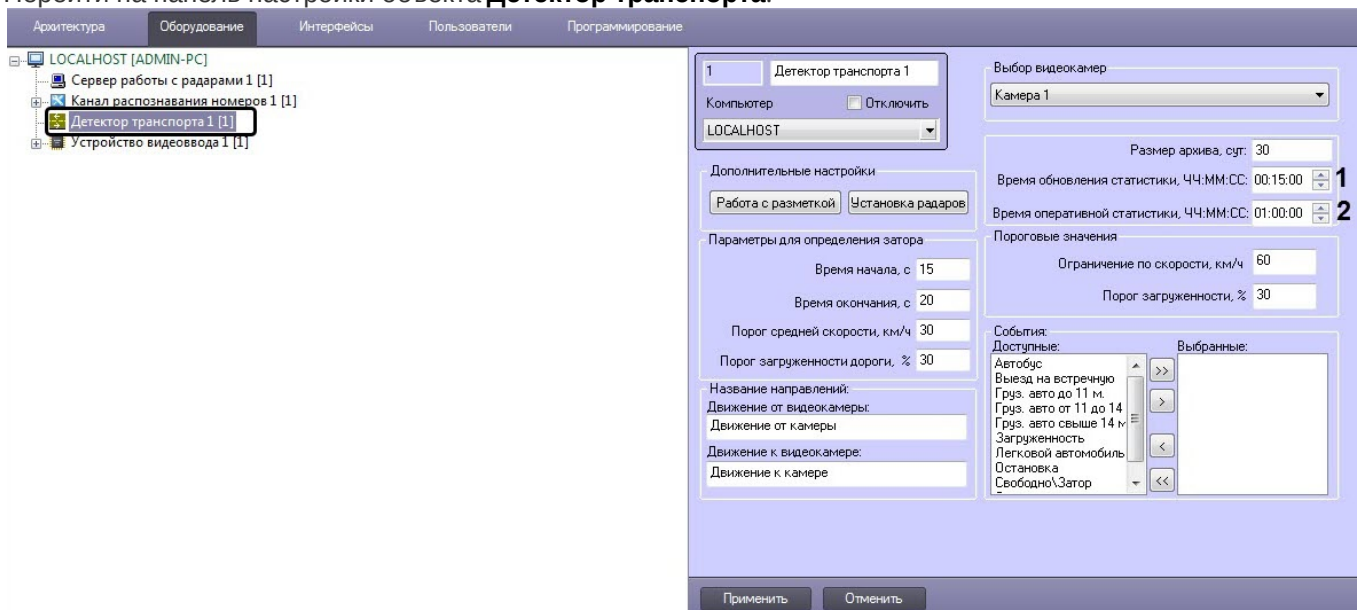 Перейти на панель настройки объекта Детектор транспорта.
Архитектура Оборудование Интерфейсы Пользователи Программирование
LOCALHOST [ADMIN-PC]
Сервер работы с радарами 1 [1]
Канал распознавания номеров 1 [1]
Детектор транспорта 1 [1]
Устройство видеоввода 1 [1]
1 Детектор транспорта 1
Компьютер Отключить
LOCALHOST
Дополнительные настройки
Работа с разметкой Установка радаров
Параметры для определения затора
Время начала, с 15
Время окончания, с 20
Порог средней скорости, км/ч 30
Порог загруженности дороги, % 30
Название направлений:
Движение от видеокамеры:
Движение от камеры
Движение к видеокамере:
Движение к камере
Выбор видеокамер
Камера 1
Размер архива, сут: 30
Время обновления статистики, ЧЧ:ММ:СС: 00:15:00 1
Время оперативной статистики, ЧЧ:ММ:СС: 01:00:00 2
Пороговые значения
Ограничение по скорости, км/ч 60
Порог загруженности, % 30
События:
Доступные: Выбранные:
Автобус
Выезд на встречную
Груз. авто до 11 м.
Груз. авто от 11 до 14
Груз. авто свыше 14 м
Загруженность
Легковой автомобиль
Остановка
Свободно\Затор
>>
>
<
<<
Применить Отменить